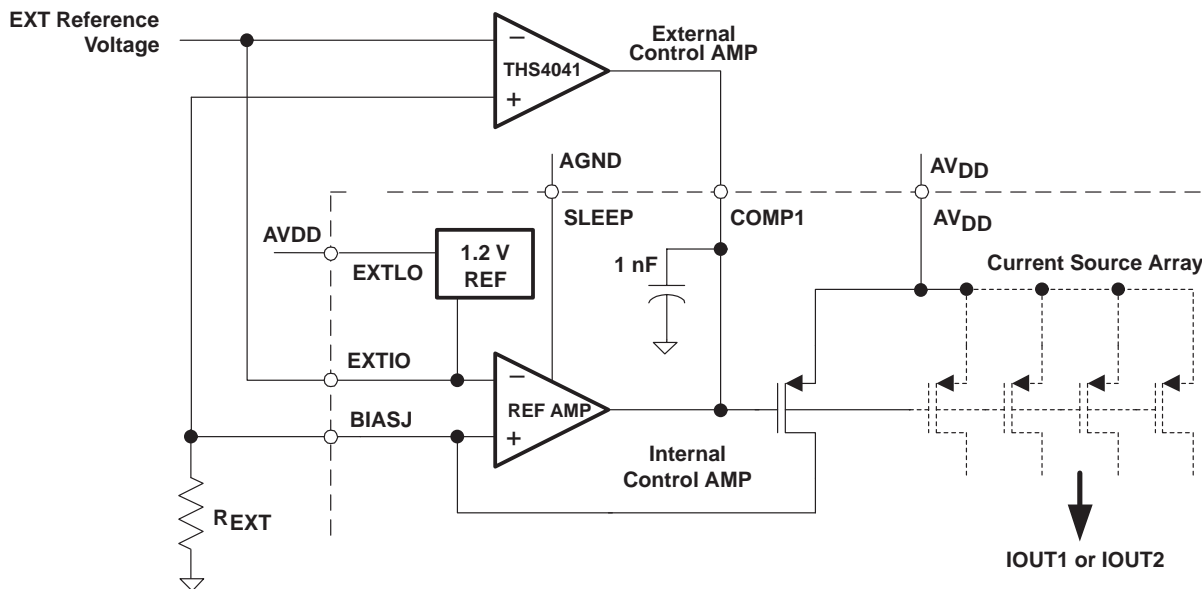 EXT Reference
Voltage
−
THS4041
+
External
Control AMP
AGND
AVDD
SLEEP
COMP1
AVDD
AVDD
EXTLO
1.2 V
REF
1 nF
Current Source Array
EXTIO
−
REF AMP
+
BIASJ
Internal
Control AMP
REXT
IOUT1 or IOUT2